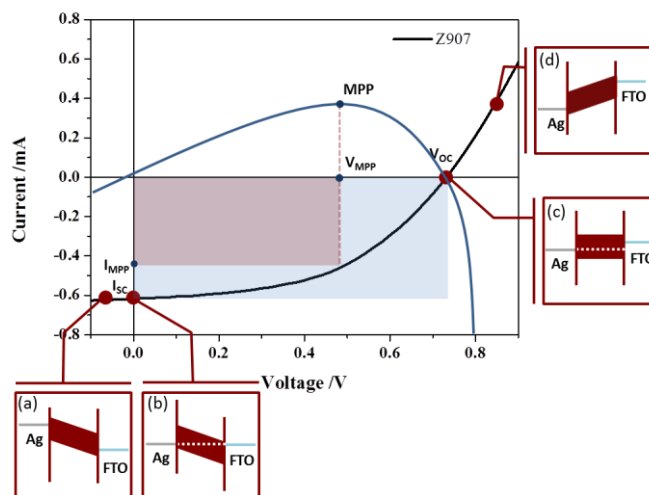 0.8
Z907
0.6
MPP
0.4
0.2
V_OC
0.0
V_MPP
-0.2
-0.4
I_MPP
I_SC
-0.6
-0.8
0.0 0.2 0.4 0.6 0.8
Current /mA
Voltage /V
(d)
FTO
Ag
(c)
Ag FTO
(a)
Ag
FTO
(b)
Ag FTO